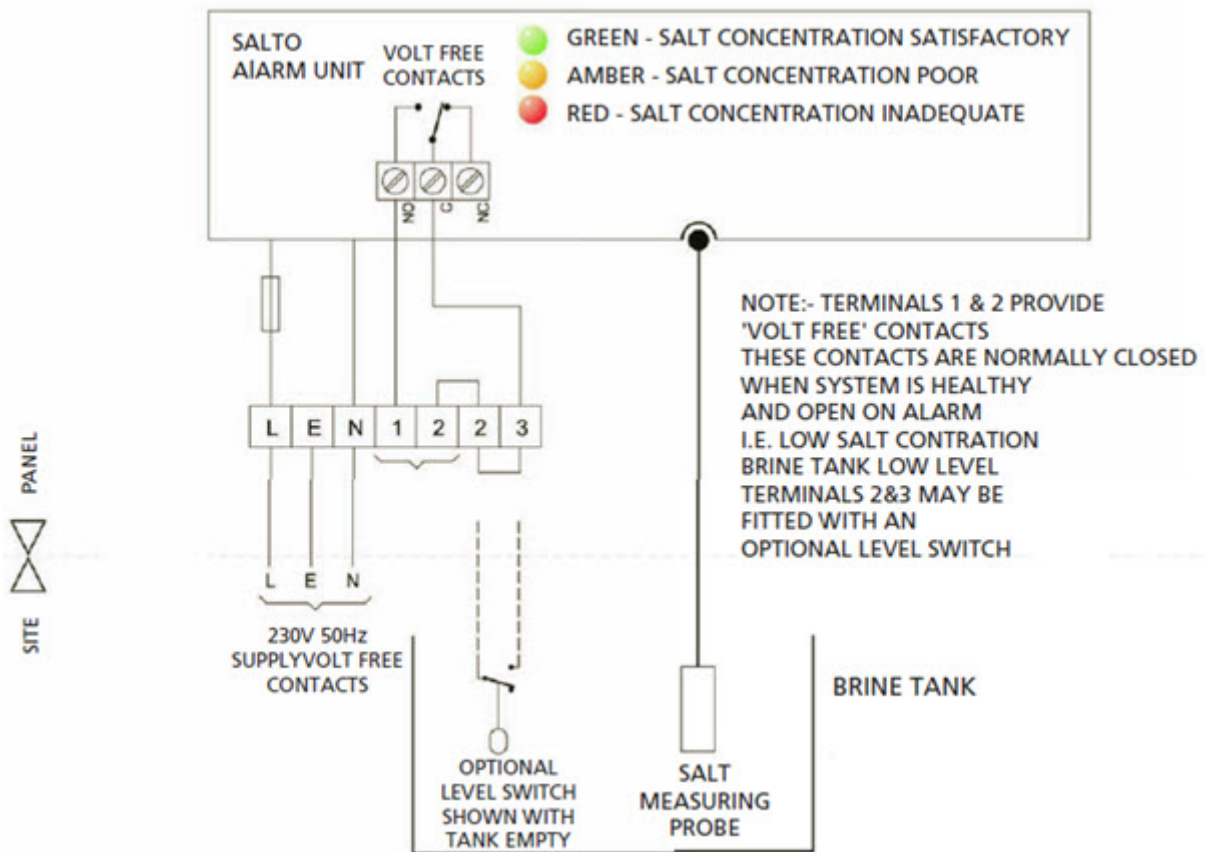 SALTO
AlARM UNIT
VOLT FREE
CONTACTS
GREEN - SALT CONCENTRATION SATISFACTORY
AMBER - SALT CONCENTRATION POOR
RED - SALT CONCENTRATION INADEQUATE
NO
C
NC
L E N 1 2 2 3
PANEL
SITE
L E N
230V 50Hz
SUPPLYVOLT FREE
CONTACTS
NOTE:- TERMINALS 1 & 2 PROVIDE
'VOLT FREE' CONTACTS
THESE CONTACTS ARE NORMALLY CLOSED
WHEN SYSTEM IS HEALTHY
AND OPEN ON ALARM
I.E. LOW SALT CONTRATION
BRINE TANK LOW LEVEL
TERMINALS 2&3 MAY BE
FITTED WITH AN
OPTIONAL LEVEL SWITCH
OPTIONAL
LEVEL SWITCH
SHOWN WITH
TANK EMPTY
SALT
MEASURING
PROBE
BRINE TANK